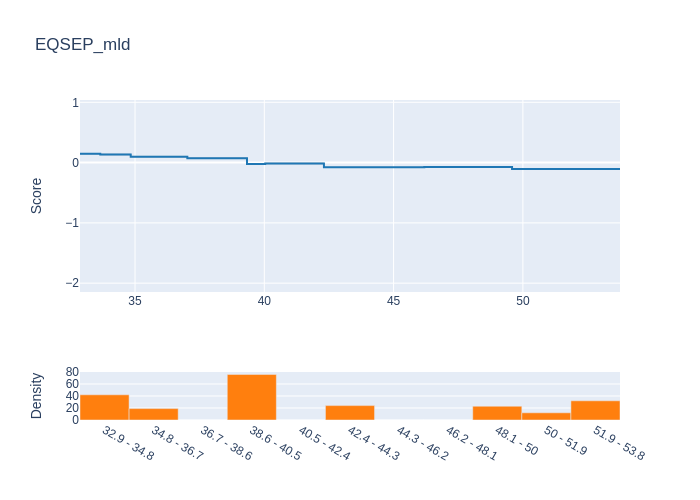 EQSEP_mld
Score
1
0
−1
−2
35
40
45
50
Density
80
60
40
20
0
32.9 - 34.8
34.8 - 36.7
36.7 - 38.6
38.6 - 40.5
40.5 - 42.4
42.4 - 44.3
44.3 - 46.2
46.2 - 48.1
48.1 - 50
50 - 51.9
51.9 - 53.8